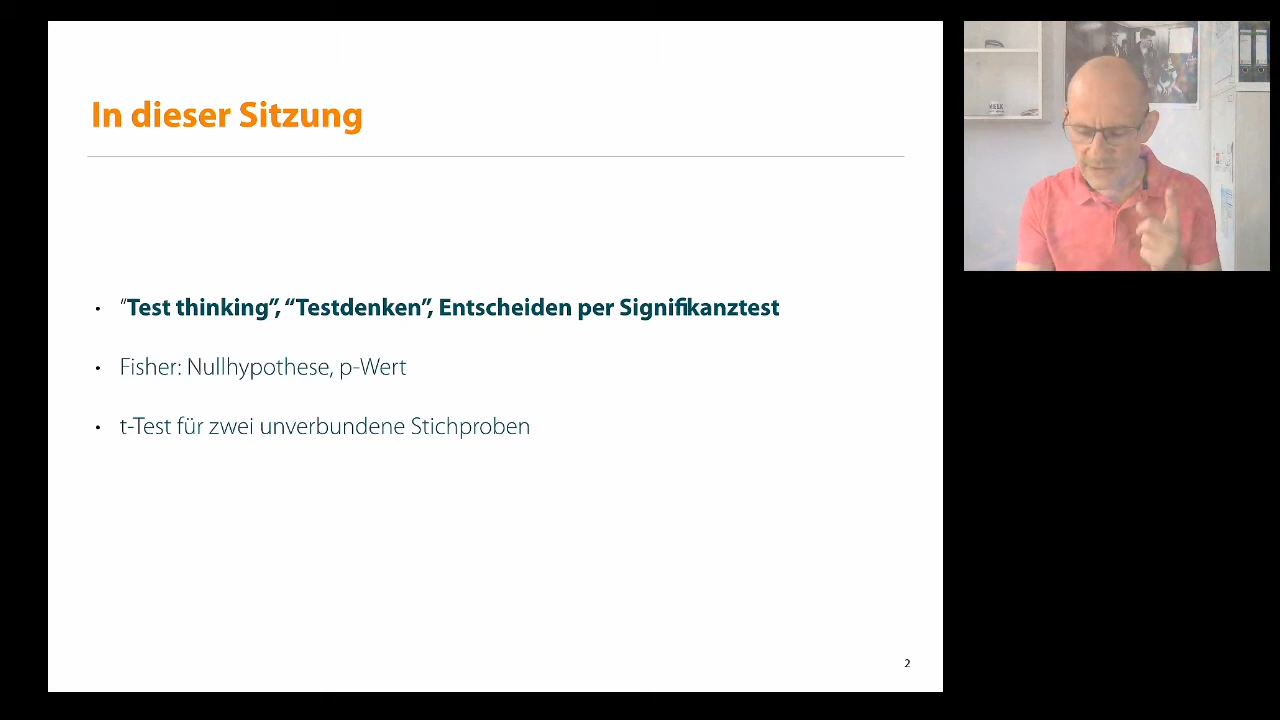 In dieser Sitzung
• “Test thinking”, “Testdenken”, Entscheiden per Signifikanztest
• Fisher: Nullhypothese, p-Wert
• t-Test für zwei unverbundene Stichproben
2